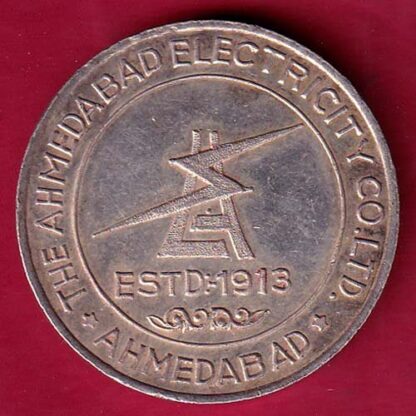 THE AHMEDABAD ELECTRICITY CO. LTD.
ESTD: 1913
★ AHMEDABAD ★